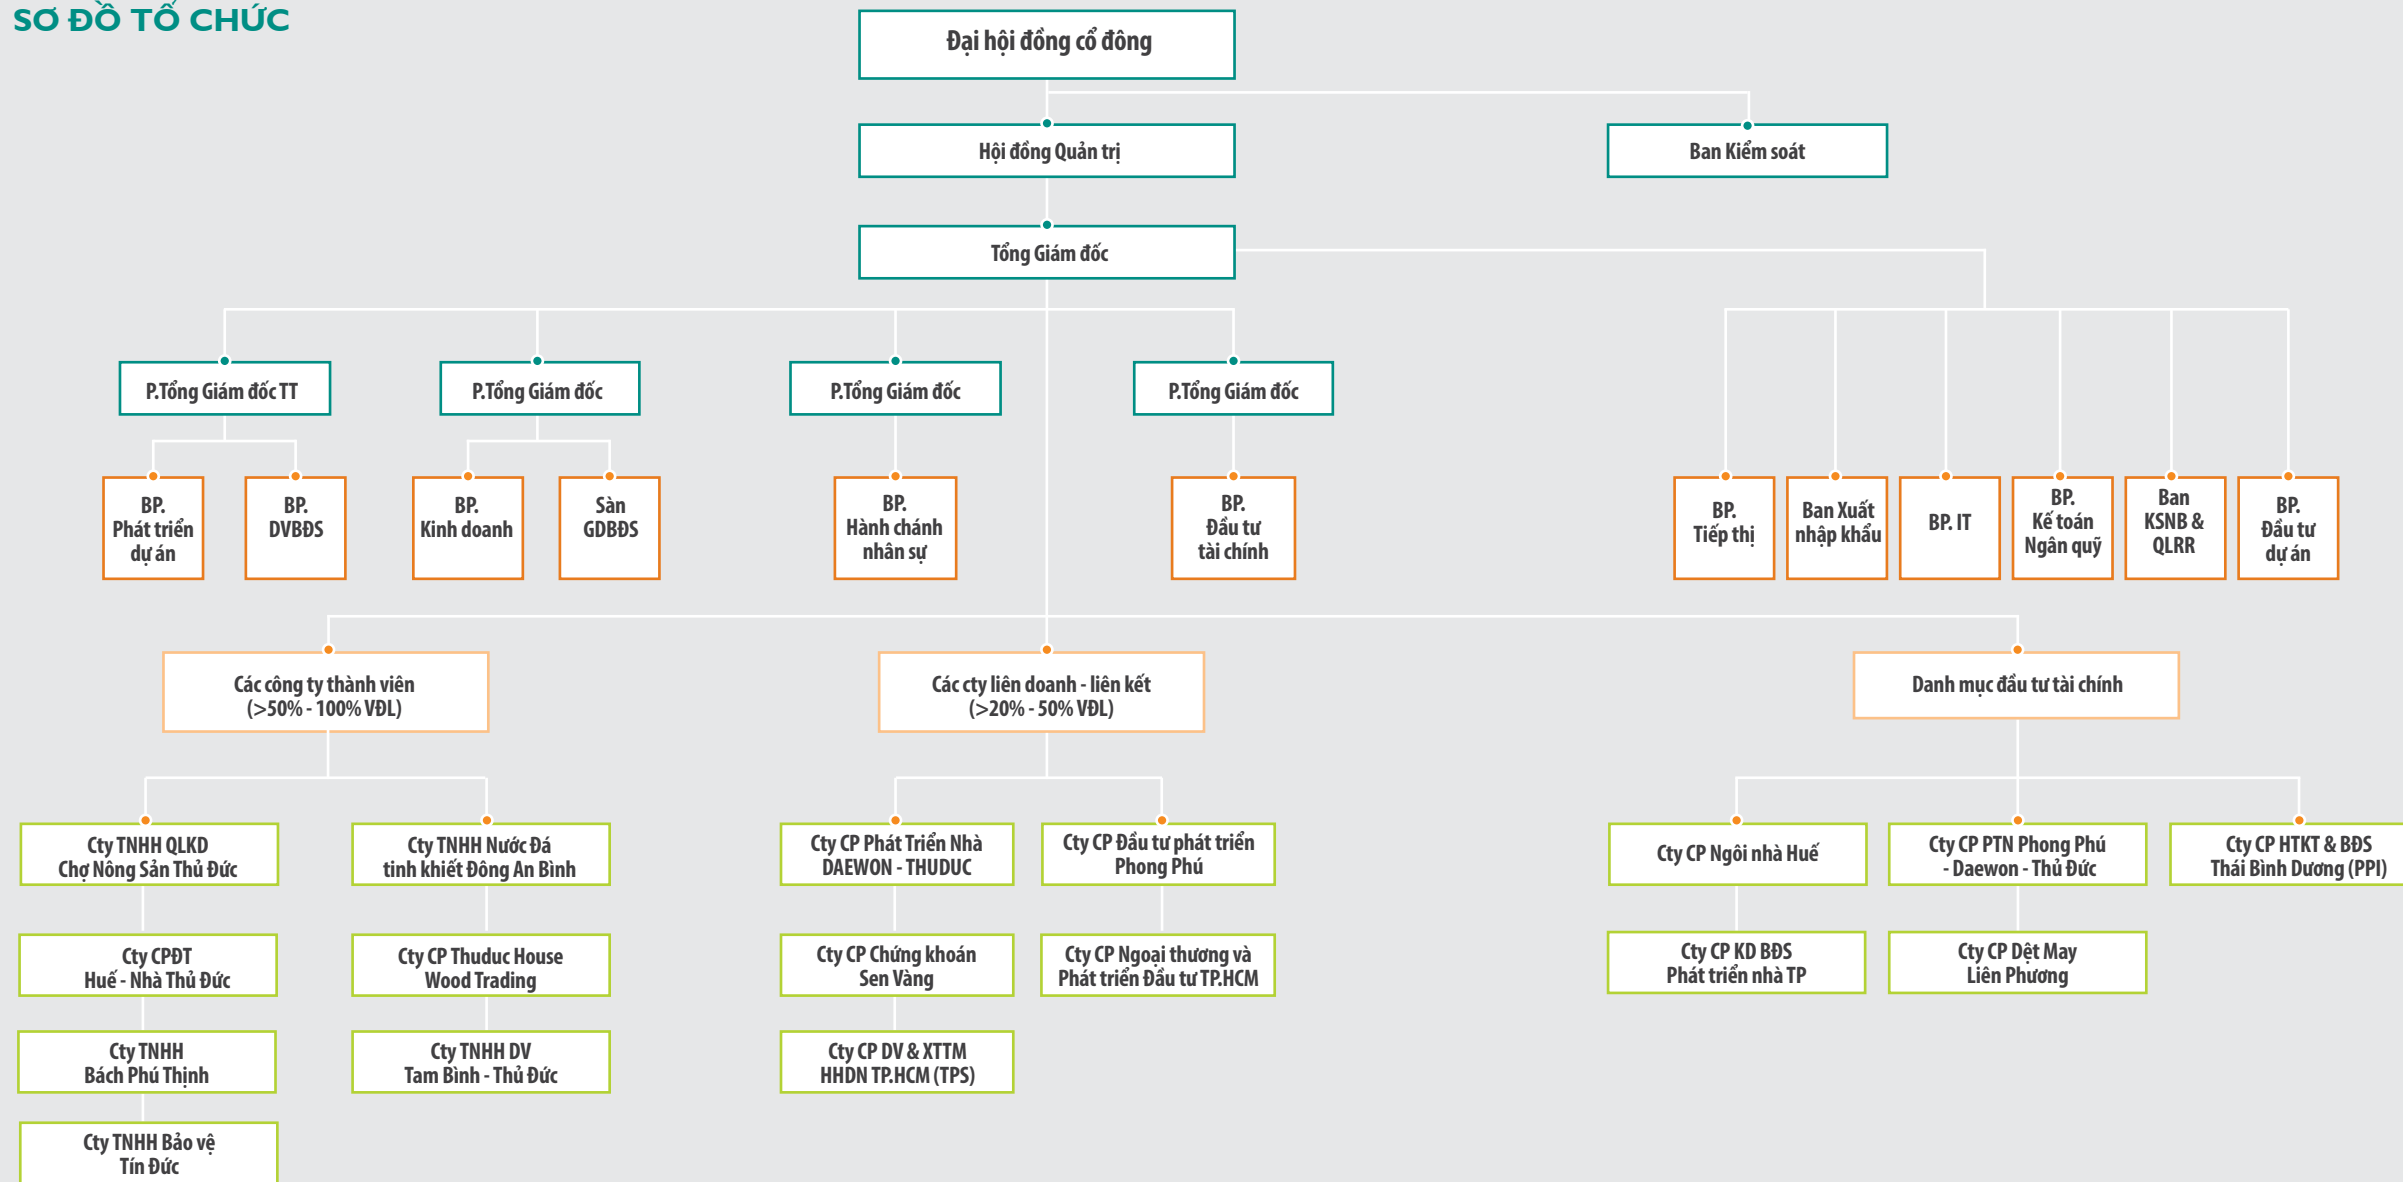 SƠ ĐỒ TỔ CHỨC
Đại hội đồng cổ đông
Hội đồng Quản trị
Ban Kiểm soát
Tổng Giám đốc
P.Tổng Giám đốc TT
P.Tổng Giám đốc
P.Tổng Giám đốc
P.Tổng Giám đốc
BP.
Phát triển
dự án
BP.
DVBĐS
BP.
Kinh doanh
Sàn
GDBĐS
BP.
Hành chánh
nhân sự
BP.
Đầu tư
tài chính
BP.
Tiếp thị
Ban Xuất
nhập khẩu
BP. IT
BP.
Kế toán
Ngân quỹ
Ban
KSNB &
QLRR
BP.
Đầu tư
dự án
Các công ty thành viên
(>50% - 100% VĐL)
Các cty liên doanh - liên kết
(>20% - 50% VĐL)
Danh mục đầu tư tài chính
Cty TNHH QLKD
Chợ Nông Sản Thủ Đức
Cty TNHH Nước Đá
tinh khiết Đông An Bình
Cty CP Phát Triển Nhà
DAEWON - THUDUC
Cty CP Đầu tư phát triển
Phong Phú
Cty CP Ngôi nhà Huế
Cty CP PTN Phong Phú
- Daewon - Thủ Đức
Cty CP HTKT & BĐS
Thái Bình Dương (PPI)
Cty CPĐT
Huế - Nhà Thủ Đức
Cty CP Thuduc House
Wood Trading
Cty CP Chứng khoán
Sen Vàng
Cty CP Ngoại thương và
Phát triển Đầu tư TP.HCM
Cty CP KD BĐS
Phát triển nhà TP
Cty CP Dệt May
Liên Phương
Cty TNHH
Bách Phú Thịnh
Cty TNHH DV
Tam Bình - Thủ Đức
Cty CP DV & XTTM
HHDN TP.HCM (TPS)
Cty TNHH Bảo vệ
Tín Đức